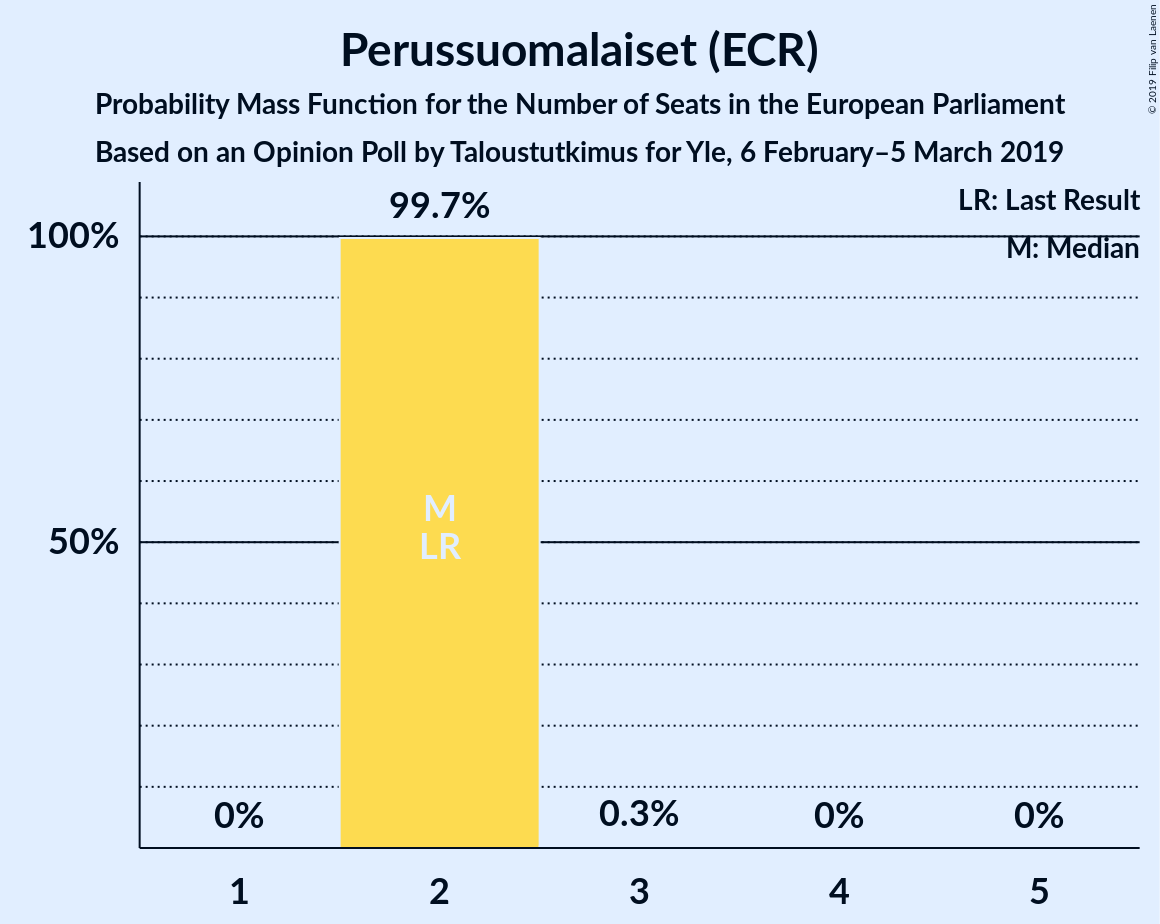 Perussuomalaiset (ECR)
Probability Mass Function for the Number of Seats in the European Parliament
Based on an Opinion Poll by Taloustutkimus for Yle, 6 February–5 March 2019
© 2019 Filip van Laenen
LR: Last Result
M: Median
100%
50%
99.7%
M
LR
0%
0.3%
0%
0%
1
2
3
4
5